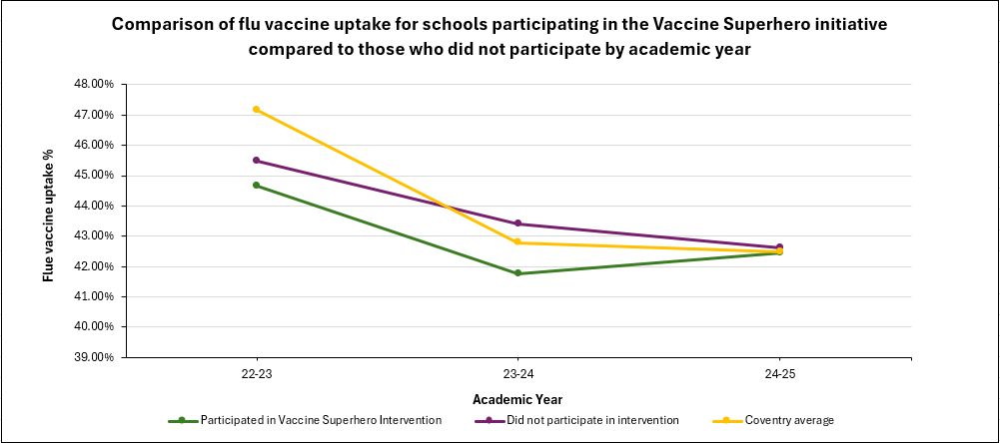 Comparison of flu vaccine uptake for schools participating in the Vaccine Superhero initiative
compared to those who did not participate by academic year
48.00%
47.00%
46.00%
45.00%
44.00%
43.00%
42.00%
41.00%
40.00%
39.00%
Flue vaccine uptake %
22-23
23-24
24-25
Academic Year
Participated in Vaccine Superhero Intervention
Did not participate in intervention
Coventry average